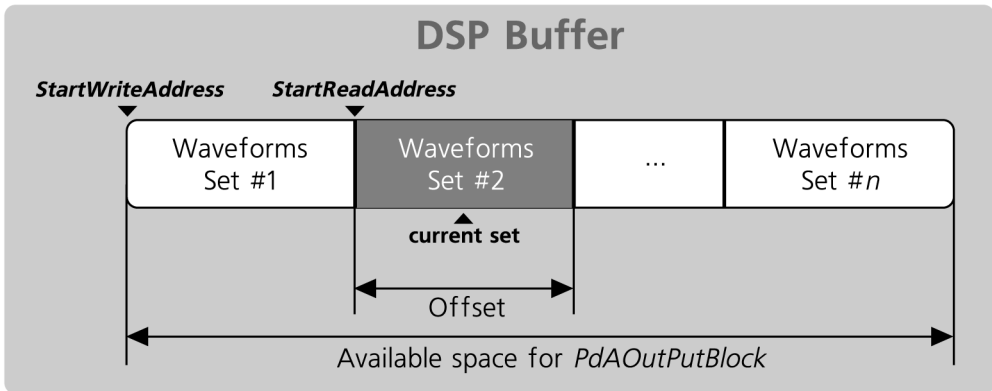 DSP Buffer
StartWriteAddress StartReadAddress
Waveforms
Set #1
Waveforms
Set #2
...
Waveforms
Set #n
current set
Offset
Available space for PdAOutPutBlock